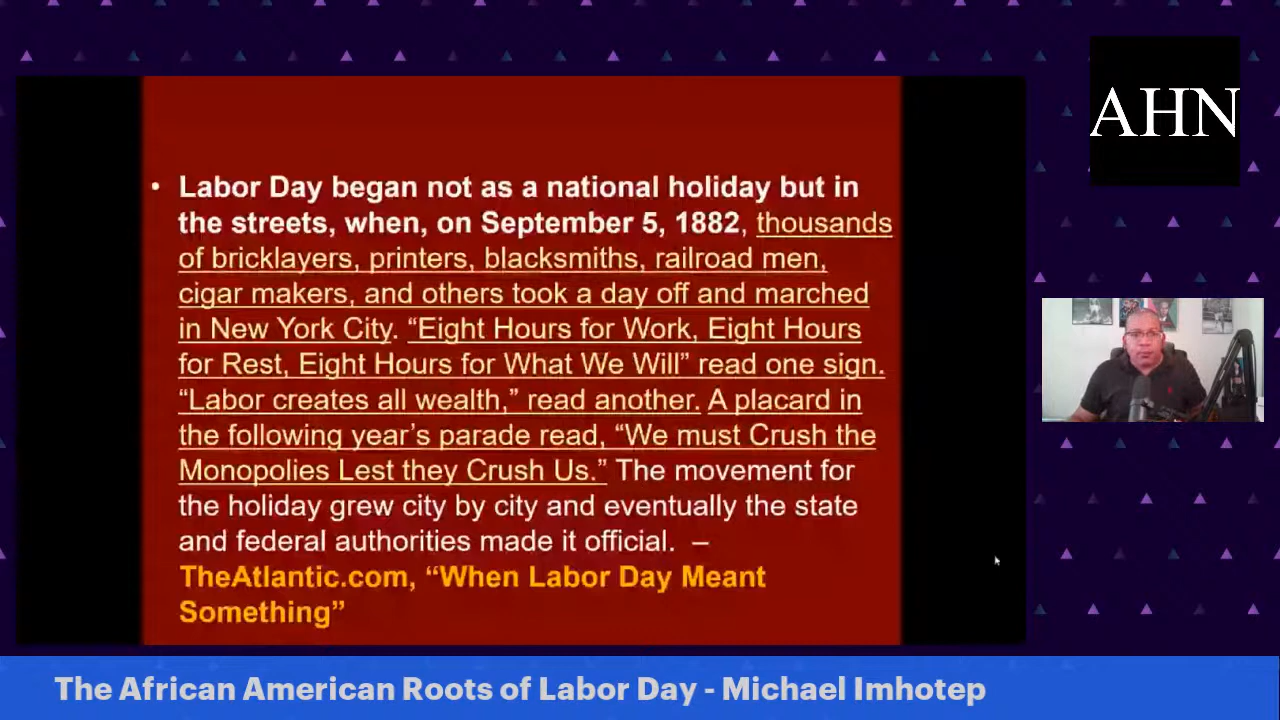 AHN
• Labor Day began not as a national holiday but in
the streets, when, on September 5, 1882, thousands
of bricklayers, printers, blacksmiths, railroad men,
cigar makers, and others took a day off and marched
in New York City. “Eight Hours for Work, Eight Hours
for Rest, Eight Hours for What We Will” read one sign.
“Labor creates all wealth,” read another. A placard in
the following year’s parade read, “We must Crush the
Monopolies Lest they Crush Us.” The movement for
the holiday grew city by city and eventually the state
and federal authorities made it official. –
TheAtlantic.com, “When Labor Day Meant
Something”
The African American Roots of Labor Day - Michael Imhotep